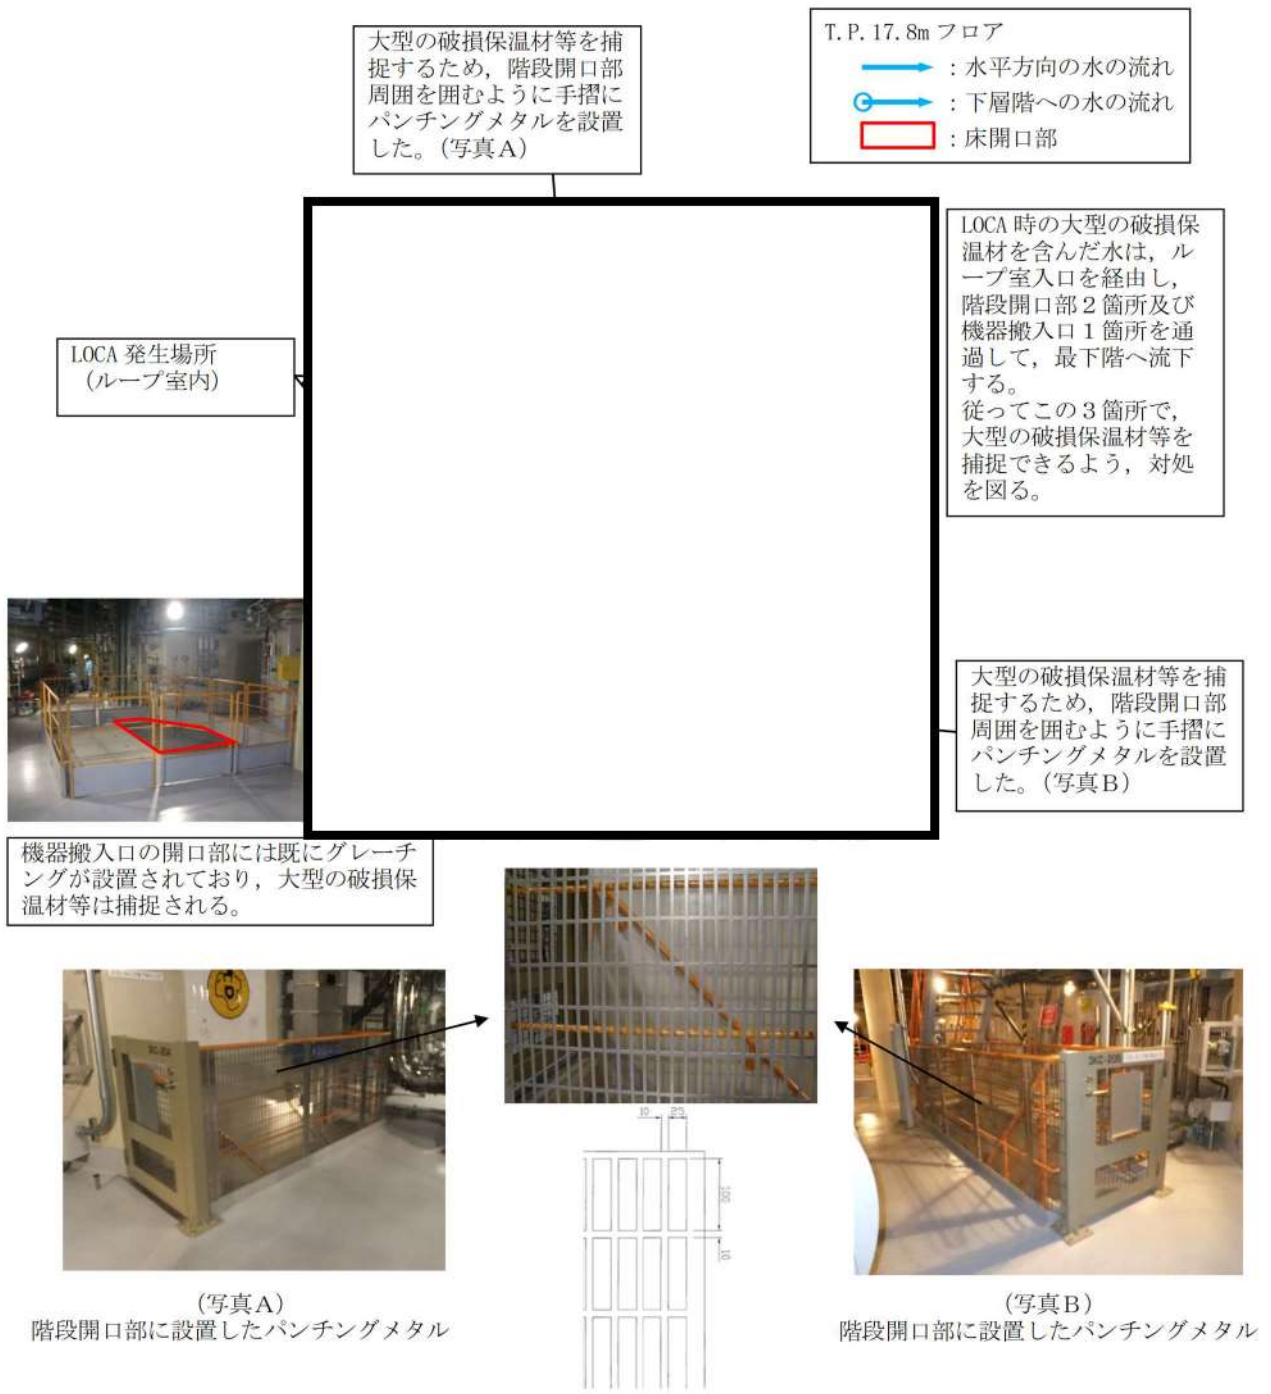 大型の破損保温材等を捕
捉するため，階段開口部
周囲を囲むように手摺に
パンチングメタルを設置
した。（写真Ａ）
T.P.17.8m フロア
：水平方向の水の流れ
：下層階への水の流れ
：床開口部
LOCA 時の大型の破損保
温材を含んだ水は，ル
ープ室入口を経由し，
階段開口部２箇所及び
機器搬入口１箇所を通
過して，最下階へ流下
する。
従ってこの３箇所で，
大型の破損保温材等を
捕捉できるよう，対処
を図る。
LOCA 発生場所
（ループ室内）
大型の破損保温材等を捕
捉するため，階段開口部
周囲を囲むように手摺に
パンチングメタルを設置
した。（写真Ｂ）
機器搬入口の開口部には既にグレーチ
ングが設置されており，大型の破損保
温材等は捕捉される。
10
25
100
10
（写真Ａ）
階段開口部に設置したパンチングメタル
（写真Ｂ）
階段開口部に設置したパンチングメタル